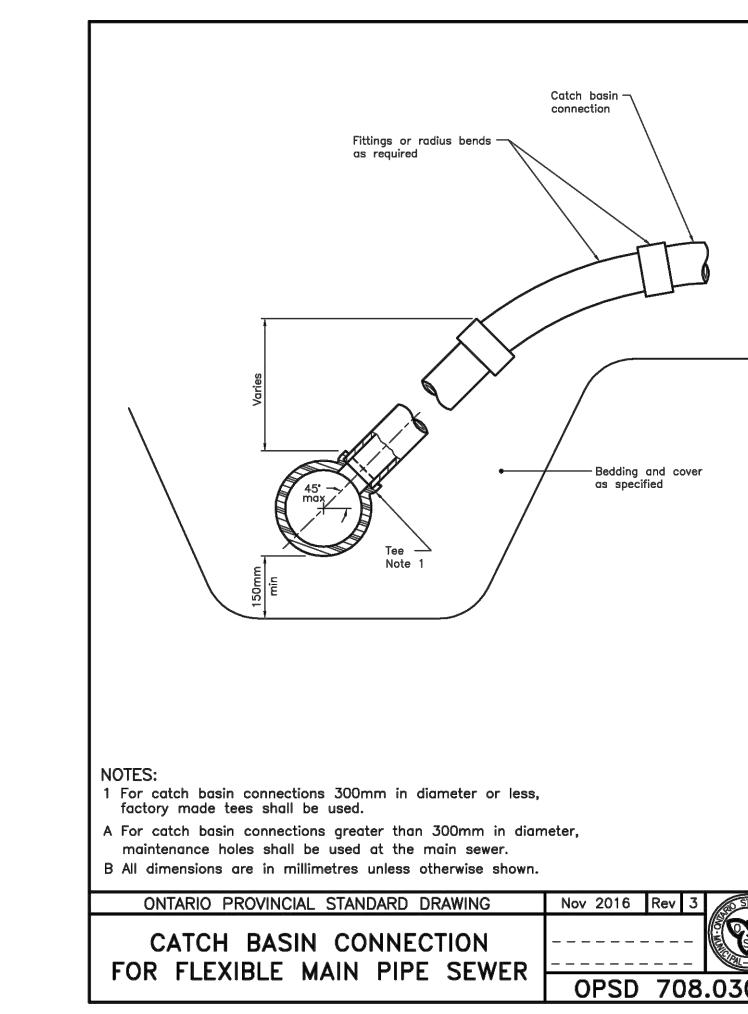 Catch basin
connection
Fittings or radius bends
as required
Varies
45°
max
Bedding and cover
as specified
Tee
Note 1
150mm
min
NOTES:
1 For catch basin connections 300mm in diameter or less,
factory made tees shall be used.
A For catch basin connections greater than 300mm in diameter,
maintenance holes shall be used at the main sewer.
B All dimensions are in millimetres unless otherwise shown.
ONTARIO PROVINCIAL STANDARD DRAWING
Nov 2016 Rev 3
CATCH BASIN CONNECTION
FOR FLEXIBLE MAIN PIPE SEWER
OPSD 708.03